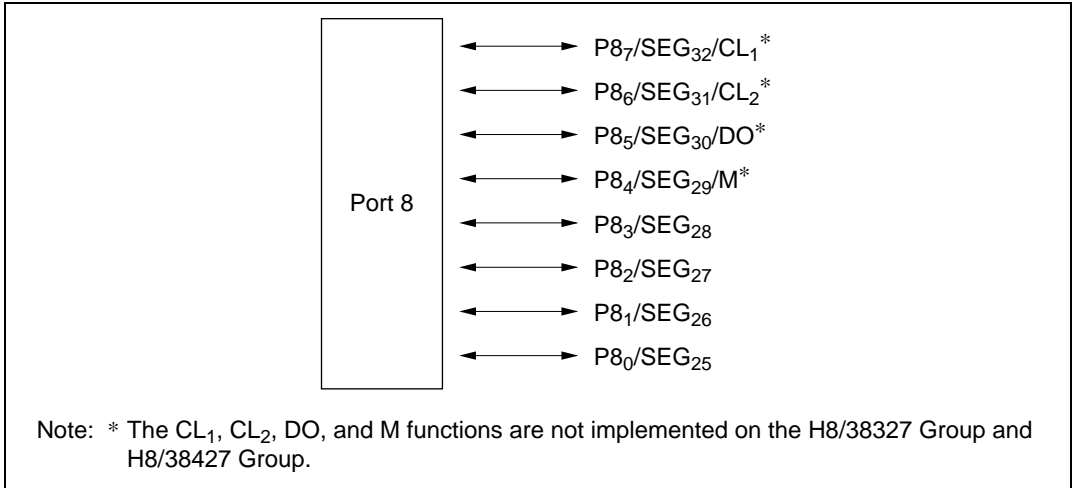 Port 8
P8₇/SEG₃₂/CL₁*
P8₆/SEG₃₁/CL₂*
P8₅/SEG₃₀/DO*
P8₄/SEG₂₉/M*
P8₃/SEG₂₈
P8₂/SEG₂₇
P8₁/SEG₂₆
P8₀/SEG₂₅
Note: * The CL₁, CL₂, DO, and M functions are not implemented on the H8/38327 Group and
H8/38427 Group.